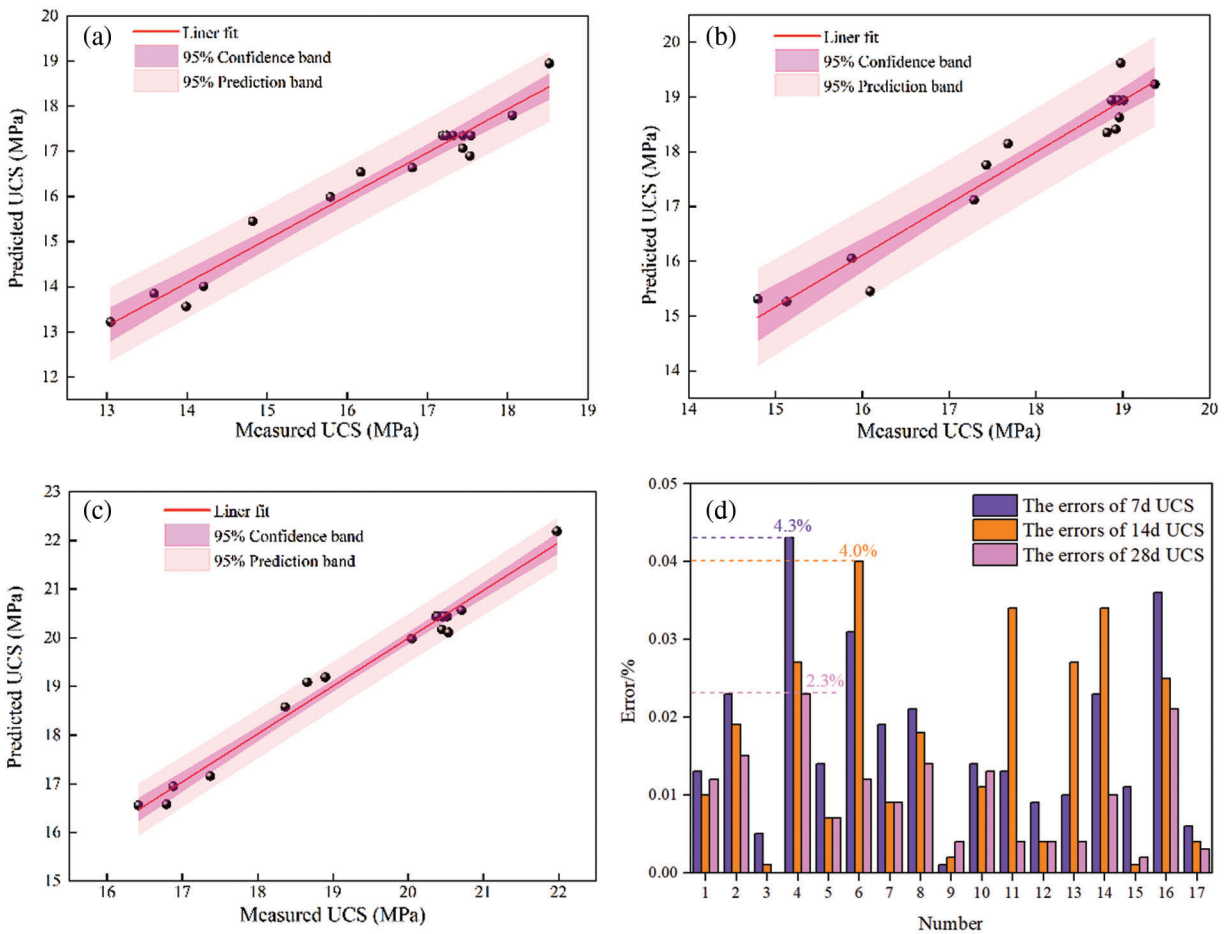 (a)
Liner fit
95% Confidence band
95% Prediction band
20
19
18
17
16
15
14
13
12
Predicted UCS (MPa)
13 14 15 16 17 18 19
Measured UCS (MPa)
(b)
Liner fit
95% Confidence band
95% Prediction band
20
19
18
17
16
15
14
Predicted UCS (MPa)
14 15 16 17 18 19 20
Measured UCS (MPa)
(c)
Liner fit
95% Confidence band
95% Prediction band
23
22
21
20
19
18
17
16
15
Predicted UCS (MPa)
16 17 18 19 20 21 22
Measured UCS (MPa)
(d)
The errors of 7d UCS
The errors of 14d UCS
The errors of 28d UCS
4.3%
4.0%
2.3%
0.05
0.04
0.03
0.02
0.01
0.00
Error/%
1 2 3 4 5 6 7 8 9 10 11 12 13 14 15 16 17
Number